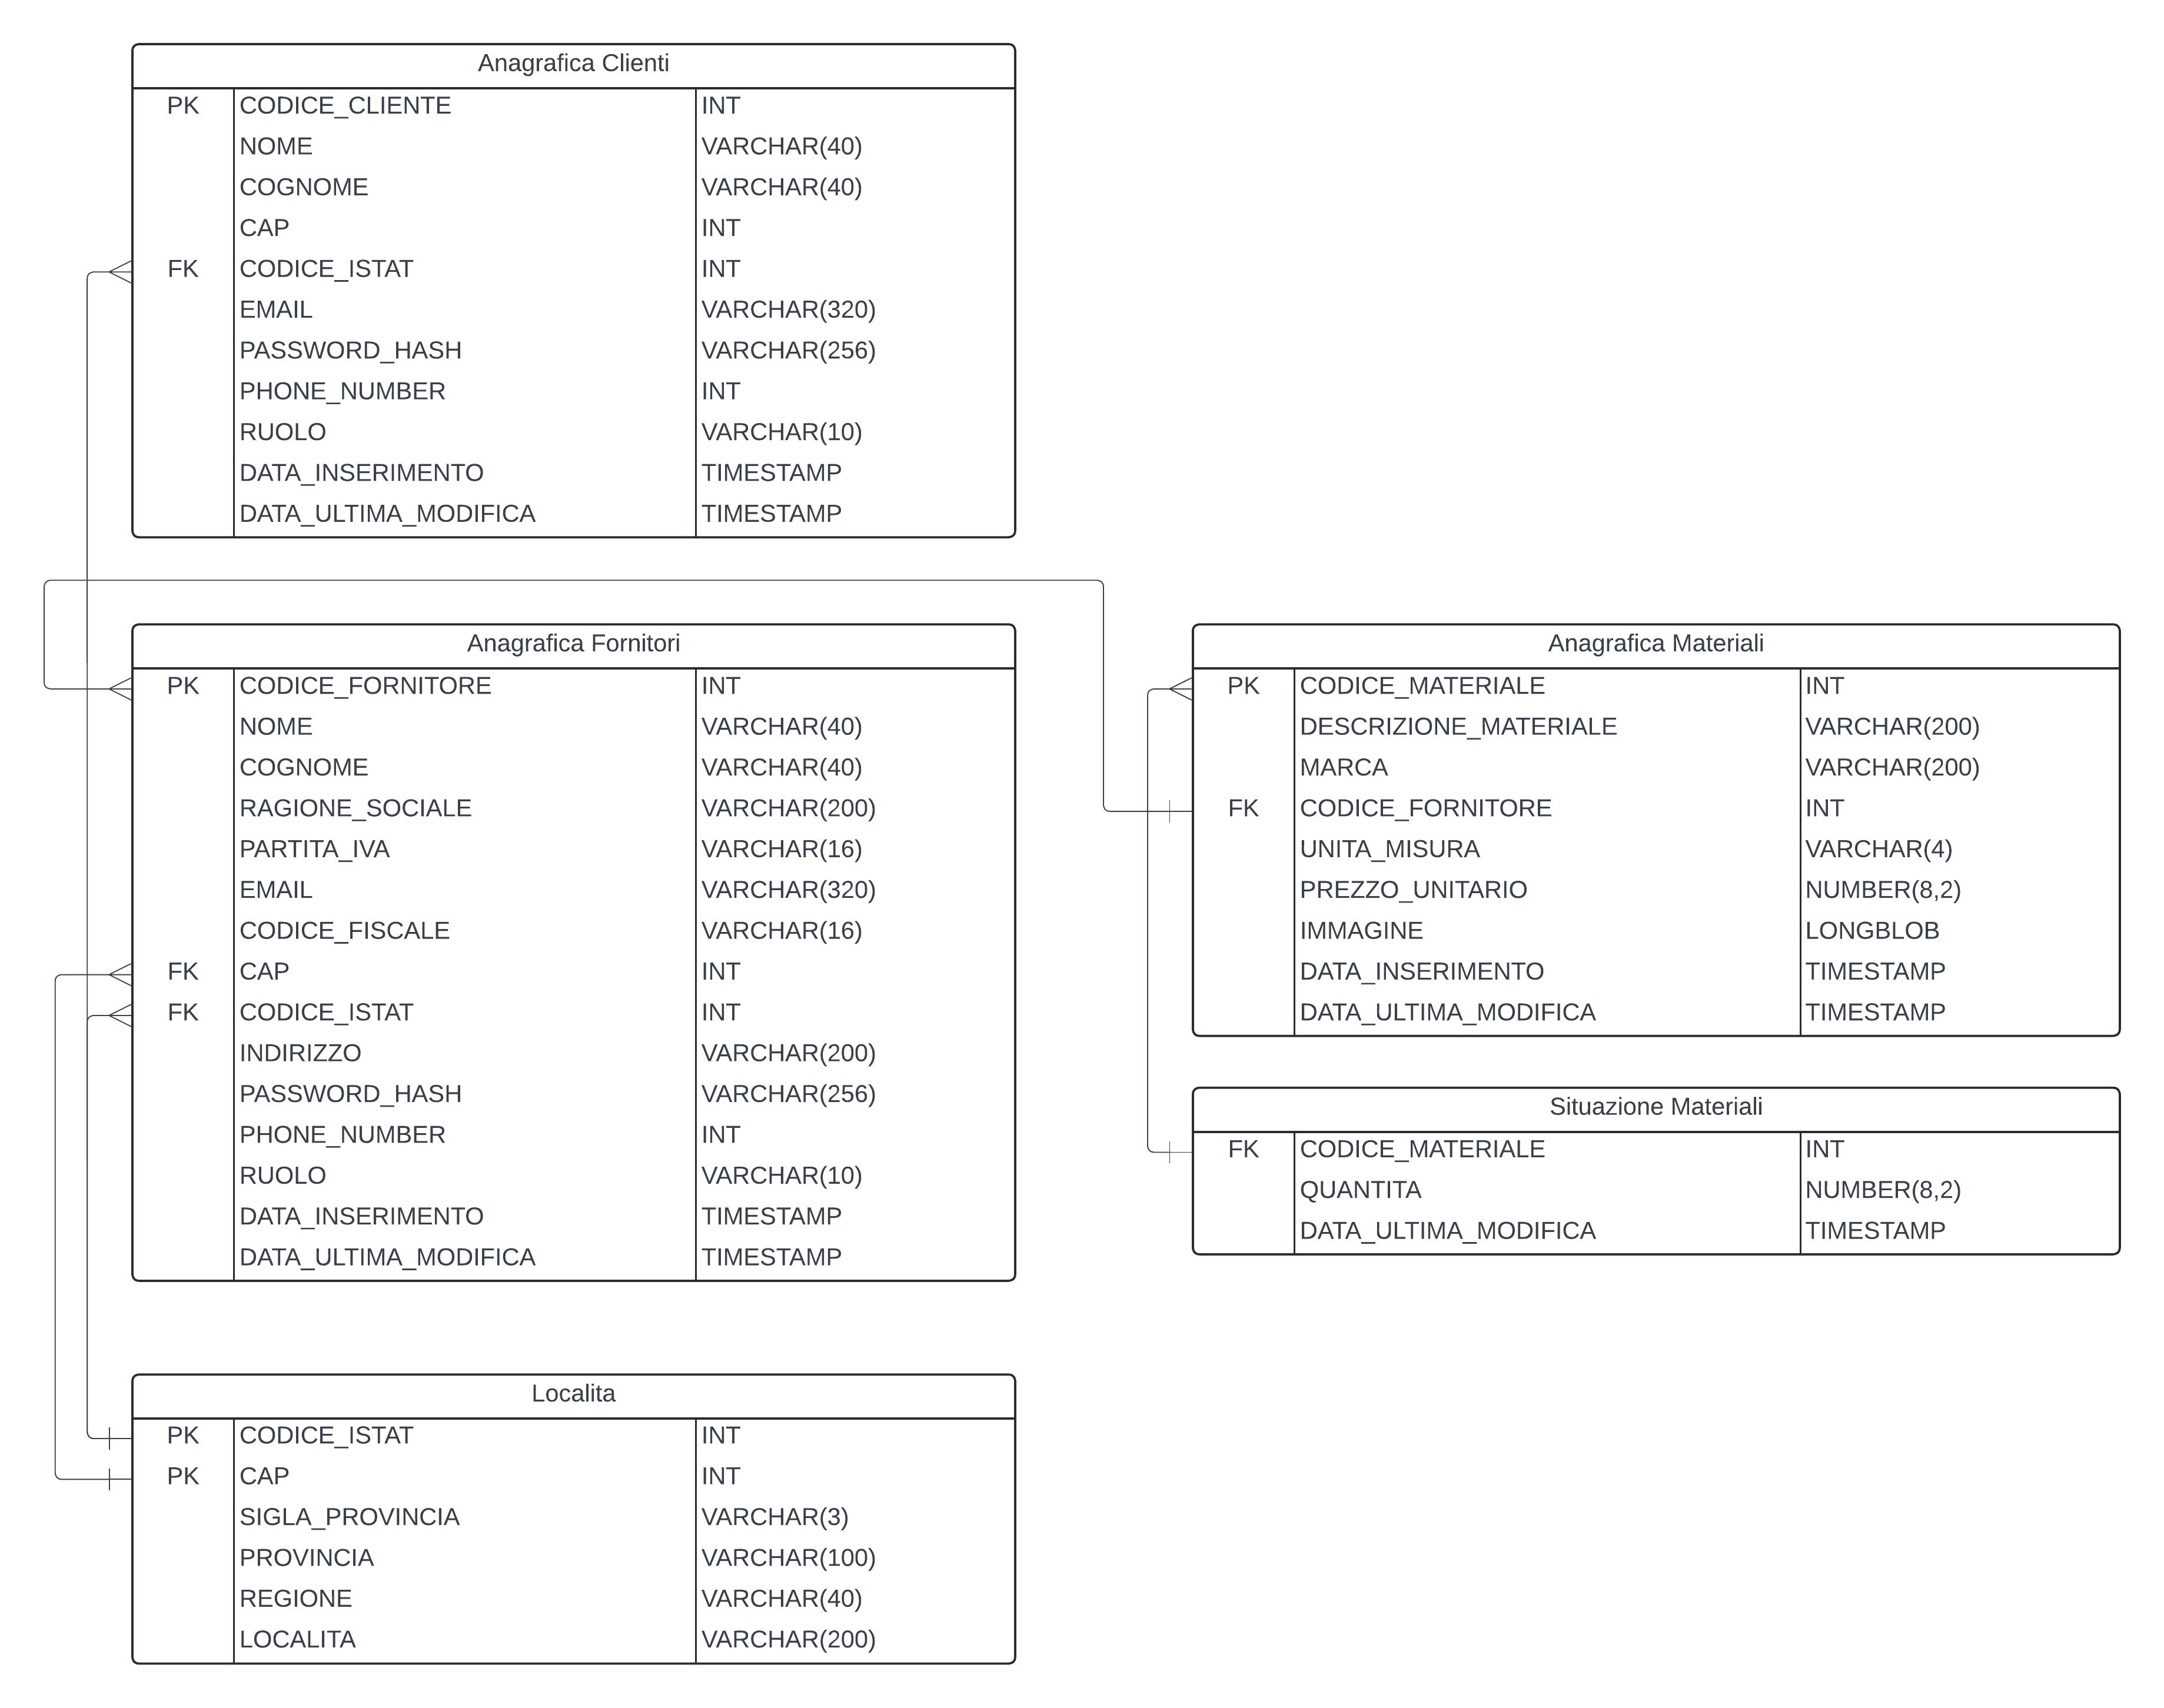 Anagrafica Clienti
PK CODICE_CLIENTE INT
NOME VARCHAR(40)
COGNOME VARCHAR(40)
CAP INT
FK CODICE_ISTAT INT
EMAIL VARCHAR(320)
PASSWORD_HASH VARCHAR(256)
PHONE_NUMBER INT
RUOLO VARCHAR(10)
DATA_INSERIMENTO TIMESTAMP
DATA_ULTIMA_MODIFICA TIMESTAMP
Anagrafica Fornitori
PK CODICE_FORNITORE INT
NOME VARCHAR(40)
COGNOME VARCHAR(40)
RAGIONE_SOCIALE VARCHAR(200)
PARTITA_IVA VARCHAR(16)
EMAIL VARCHAR(320)
CODICE_FISCALE VARCHAR(16)
FK CAP INT
FK CODICE_ISTAT INT
INDIRIZZO VARCHAR(200)
PASSWORD_HASH VARCHAR(256)
PHONE_NUMBER INT
RUOLO VARCHAR(10)
DATA_INSERIMENTO TIMESTAMP
DATA_ULTIMA_MODIFICA TIMESTAMP
Anagrafica Materiali
PK CODICE_MATERIALE INT
DESCRIZIONE_MATERIALE VARCHAR(200)
MARCA VARCHAR(200)
FK CODICE_FORNITORE INT
UNITA_MISURA VARCHAR(4)
PREZZO_UNITARIO NUMBER(8,2)
IMMAGINE LONGBLOB
DATA_INSERIMENTO TIMESTAMP
DATA_ULTIMA_MODIFICA TIMESTAMP
Situazione Materiali
FK CODICE_MATERIALE INT
QUANTITA NUMBER(8,2)
DATA_ULTIMA_MODIFICA TIMESTAMP
Localita
PK CODICE_ISTAT INT
PK CAP INT
SIGLA_PROVINCIA VARCHAR(3)
PROVINCIA VARCHAR(100)
REGIONE VARCHAR(40)
LOCALITA VARCHAR(200)